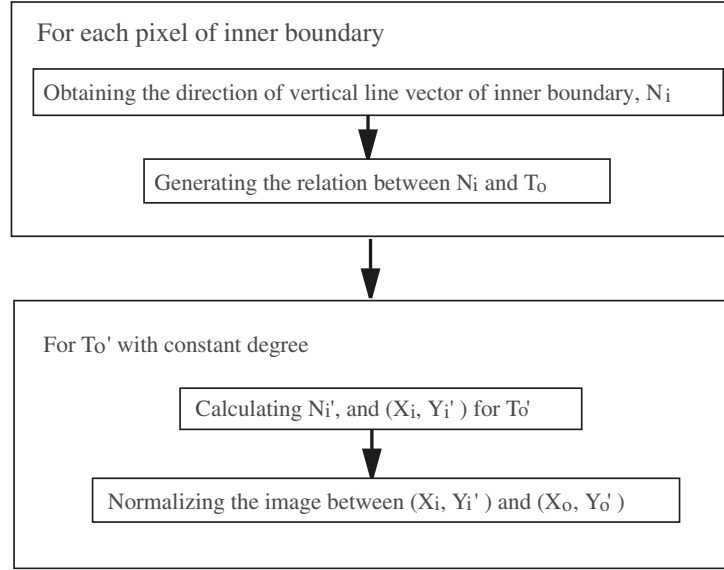 For each pixel of inner boundary
Obtaining the direction of vertical line vector of inner boundary, Ni
Generating the relation between Ni and To
For To' with constant degree
Calculating Ni', and (Xi, Yi' ) for To'
Normalizing the image between (Xi, Yi' ) and (Xo, Yo' )